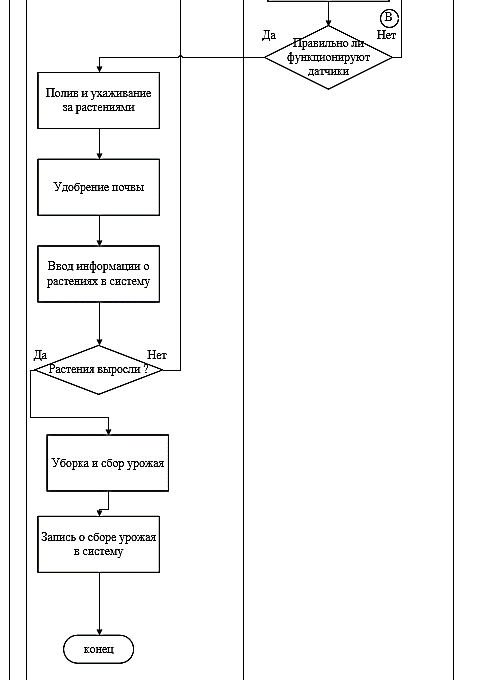 B
Да
Нет
Правильно ли
функционируют
датчики
Полив и ухаживание
за растениями
Удобрение почвы
Ввод информации о
растениях в систему
Да
Нет
Растения выросли ?
Уборка и сбор урожая
Запись о сборе урожая
в систему
конец